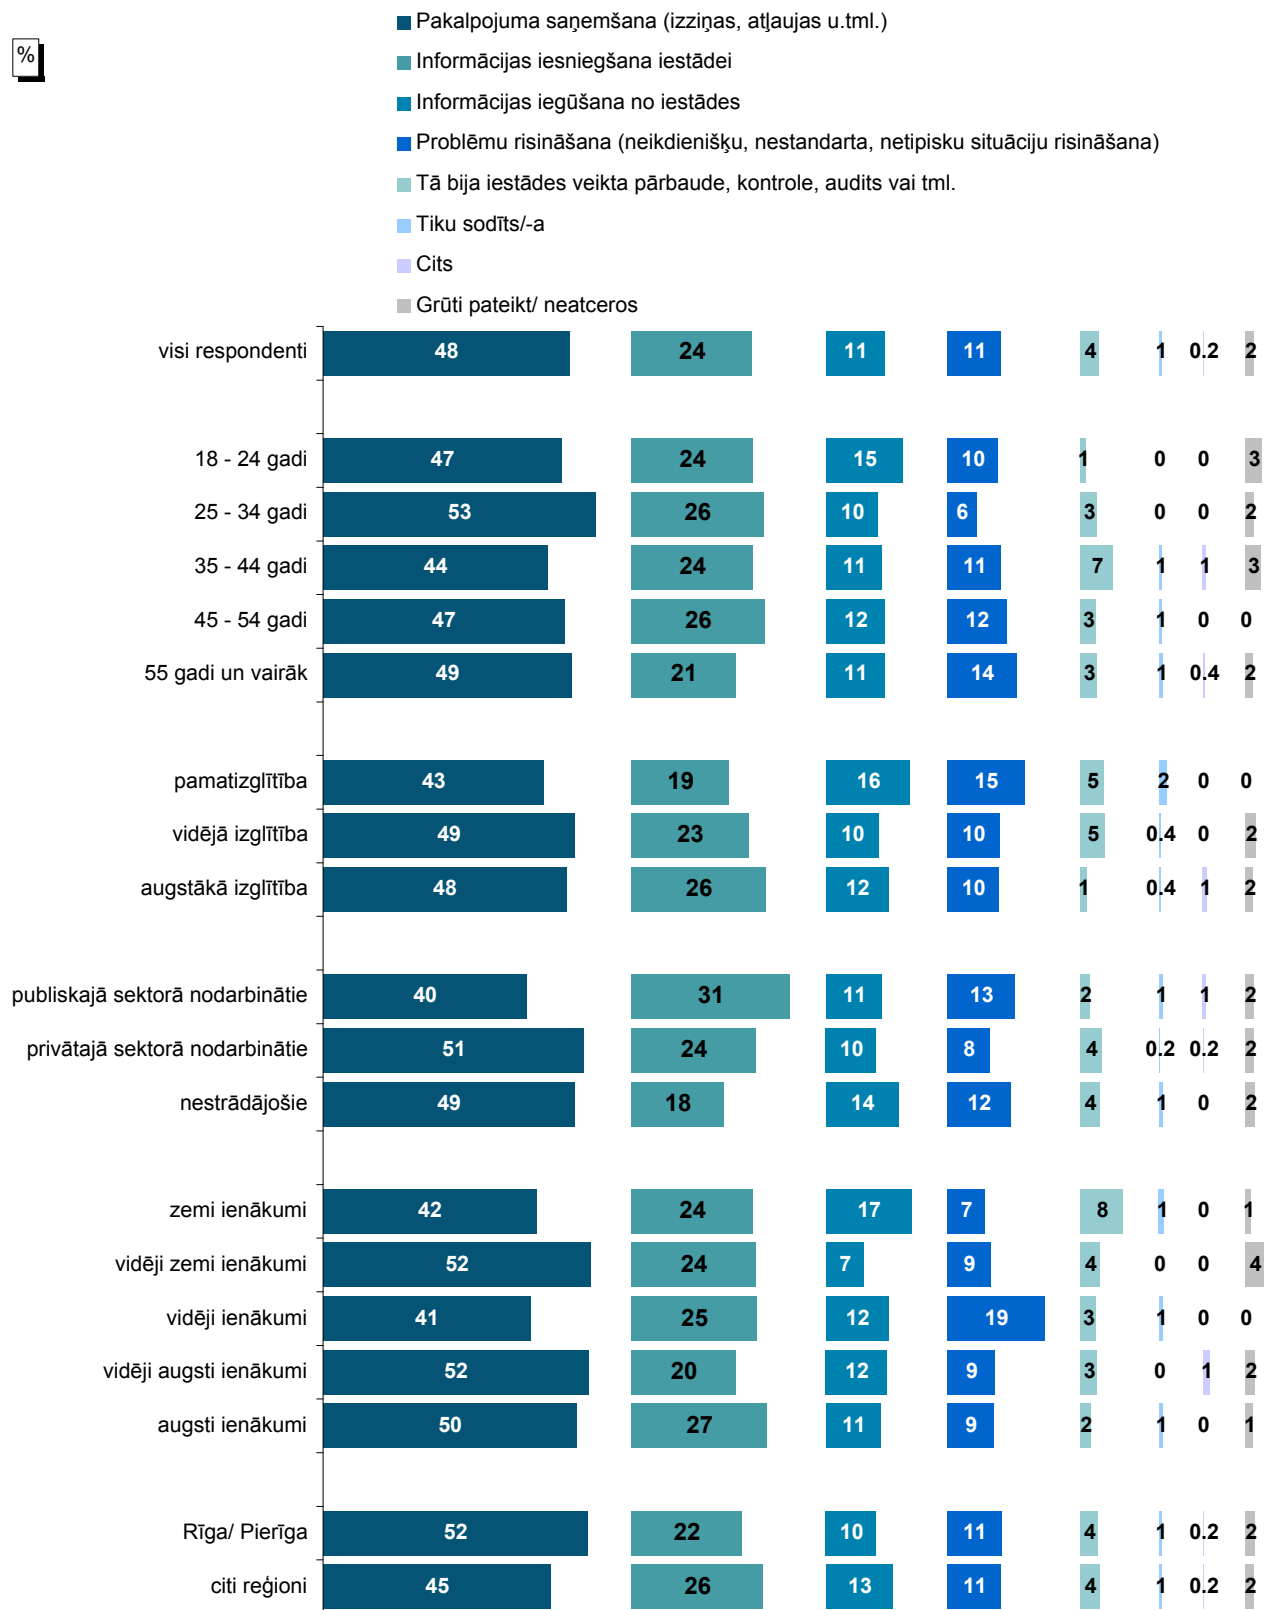 %
Pakalpojuma saņemšana (izziņas, atļaujas u.tml.)
Informācijas iesniegšana iestādei
Informācijas iegūšana no iestādes
Problēmu risināšana (neikdienišķu, nestandarta, netipisku situāciju risināšana)
Tā bija iestādes veikta pārbaude, kontrole, audits vai tml.
Tiku sodīts/-a
Cits
Grūti pateikt/ neatceros
visi respondenti 48 24 11 11 4 1 0.2 2
18 - 24 gadi 47 24 15 10 1 0 0 3
25 - 34 gadi 53 26 10 6 3 0 0 2
35 - 44 gadi 44 24 11 11 7 1 1 3
45 - 54 gadi 47 26 12 12 3 1 0 0
55 gadi un vairāk 49 21 11 14 3 1 0.4 2
pamatizglītība 43 19 16 15 5 2 0 0
vidējā izglītība 49 23 10 10 5 0.4 0 2
augstākā izglītība 48 26 12 10 1 0.4 1 2
publiskajā sektorā nodarbinātie 40 31 11 13 2 1 1 2
privātajā sektorā nodarbinātie 51 24 10 8 4 0.2 0.2 2
nestrādājošie 49 18 14 12 4 1 0 2
zemi ienākumi 42 24 17 7 8 1 0 1
vidēji zemi ienākumi 52 24 7 9 4 0 0 4
vidēji ienākumi 41 25 12 19 3 1 0 0
vidēji augsti ienākumi 52 20 12 9 3 0 1 2
augsti ienākumi 50 27 11 9 2 1 0 1
Rīga/ Pierīga 52 22 10 11 4 1 0.2 2
citi reģioni 45 26 13 11 4 1 0.2 2